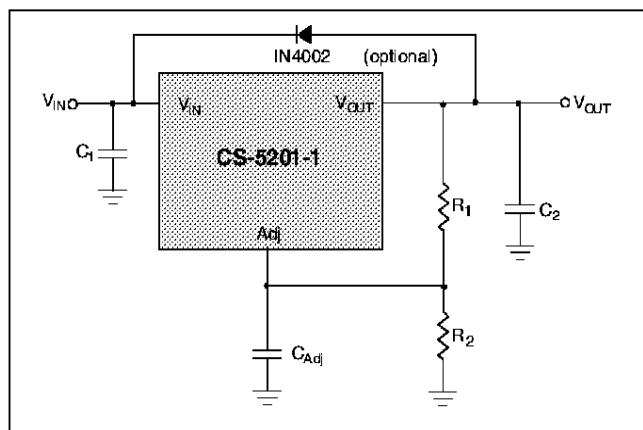 IN4002 (optional)
VIN VIN VOUT VOUT
C1
CS-5201-1
R1
C2
Adj
R2
CAdj